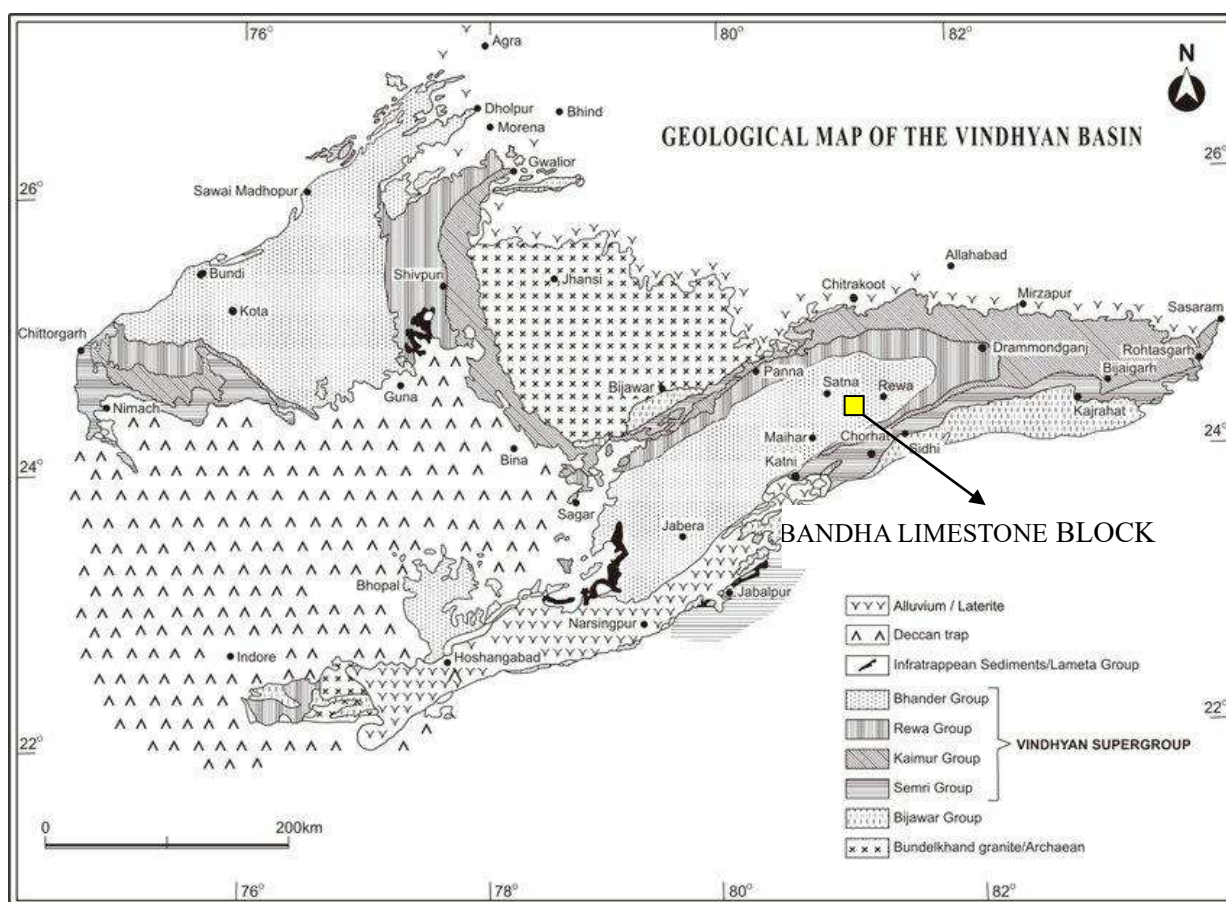 76°
78°
80°
82°
Agra
N
Dholpur
Bhind
Morena
GEOLOGICAL MAP OF THE VINDHYAN BASIN
26°
Gwalior
26°
Sawai Madhopur
Allahabad
Bundi
Shivpuri
Jhansi
Chitrakoot
Mirzapur
Sasaram
Kota
Chittorgarh
Drammondganj
Rohtasgarh
Panna
Bijaigarh
Guna
Bijawar
Satna
Rewa
Nimach
Kajrahat
Maihar
Chorhat
Sidhi
24°
24°
Bina
Katni
Sagar
Jabera
BANDHA LIMESTONE BLOCK
Bhopal
Jabalpur
Alluvium / Laterite
Narsingpur
Deccan trap
Indore
Hoshangabad
Infratrappean Sediments/Lameta Group
Bhander Group
22°
Rewa Group
22°
VINDHYAN SUPERGROUP
Kaimur Group
Semri Group
Bijawar Group
0
200km
Bundelkhand granite/Archaean
76°
78°
80°
82°